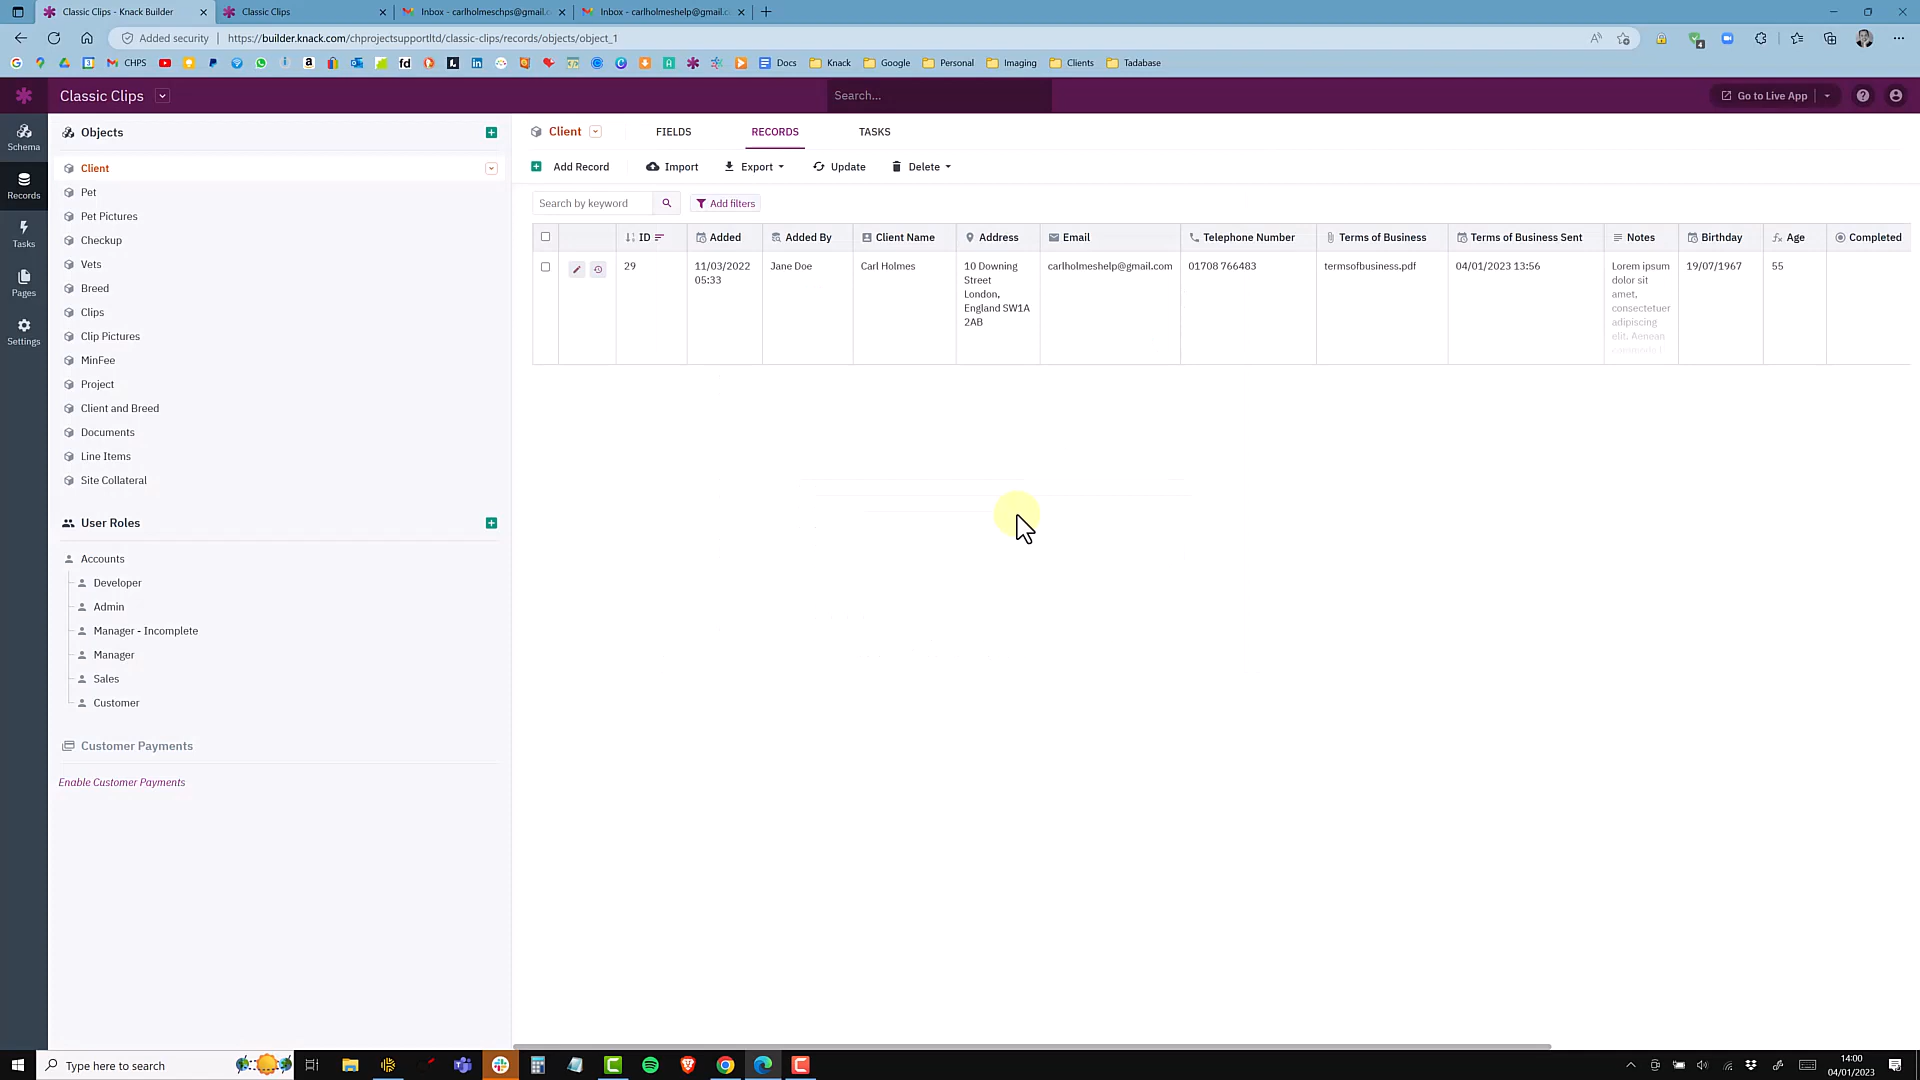 Classic Clips - Knack Builder
Classic Clips
Inbox - carlholmeschps@gmail.c
Inbox - carlholmeshelp@gmail.c
Added security
https://builder.knack.com/chprojectsupportltd/classic-clips/records/objects/object_1
CHPS
Docs
Knack
Google
Personal
Imaging
Clients
Tadabase
Classic Clips
Search...
Go to Live App
Schema
Records
Tasks
Pages
Settings
Objects
Client
Pet
Pet Pictures
Checkup
Vets
Breed
Clips
Clip Pictures
MinFee
Project
Client and Breed
Documents
Line Items
Site Collateral
User Roles
Accounts
Developer
Admin
Manager - Incomplete
Manager
Sales
Customer
Customer Payments
Enable Customer Payments
Client
FIELDS
RECORDS
TASKS
Add Record
Import
Export
Update
Delete
Search by keyword
Add filters
ID
Added
Added By
Client Name
Address
Email
Telephone Number
Terms of Business
Terms of Business Sent
Notes
Birthday
Age
Completed
29
11/03/2022
05:33
Jane Doe
Carl Holmes
10 Downing
Street
London,
England SW1A
2AB
carlholmeshelp@gmail.com
01708 766483
termsofbusiness.pdf
04/01/2023 13:56
Lorem ipsum
dolor sit
amet,
consectetuer
adipiscing
elit. Aenean
commodo l
19/07/1967
55
Type here to search
14:00
04/01/2023